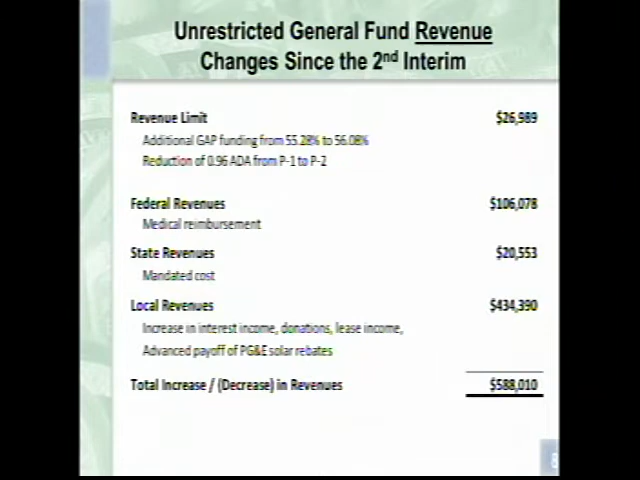 Unrestricted General Fund Revenue
Changes Since the 2nd Interim
Revenue Limit $26,989
Additional GAP funding from 55.28% to 56.08%
Reduction of 0.96 ADA from P-1 to P-2
Federal Revenues $106,078
Medical reimbursement
State Revenues $20,553
Mandated cost
Local Revenues $434,390
Increase in interest income, donations, lease income,
Advanced payoff of PG&E solar rebates
Total Increase / (Decrease) in Revenues $588,010
8